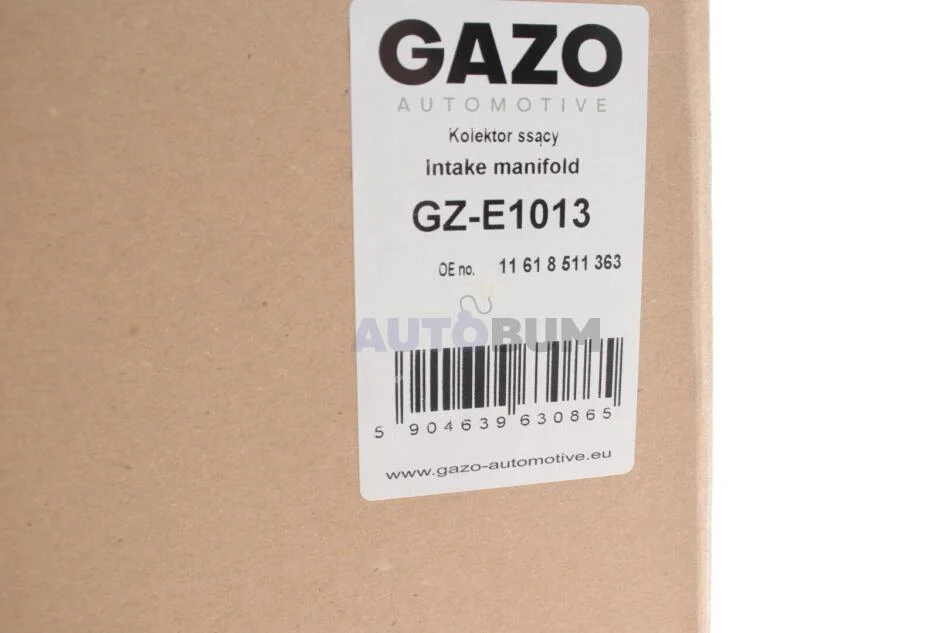 GAZO
AUTOMOTIVE
Kolektor ssący
Intake manifold
GZ-E1013
OE no. 11 61 8 511 363
AUTOBUM
5 904639 630865
www.gazo-automotive.eu